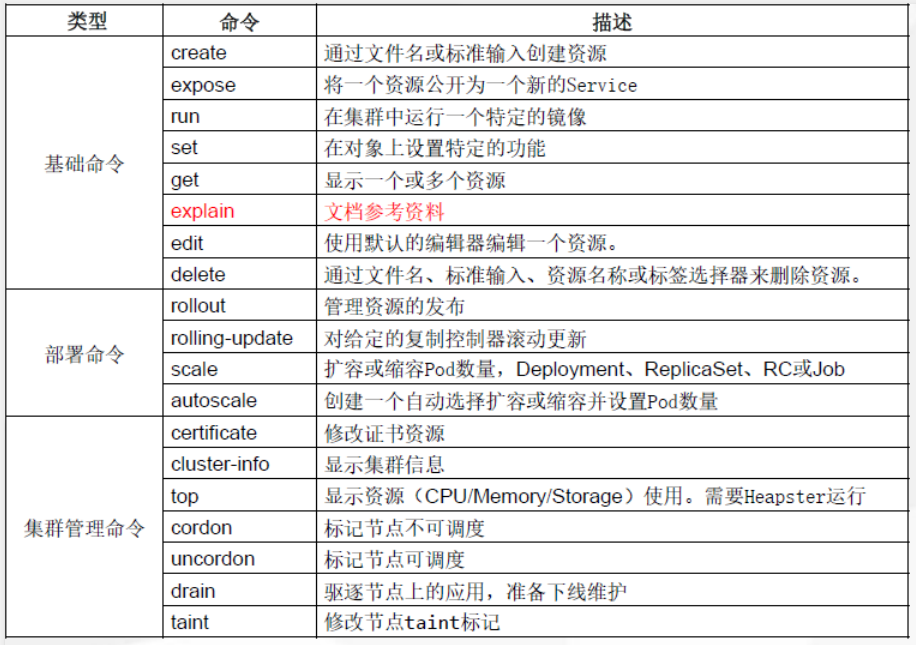 类型 命令 描述
create 通过文件名或标准输入创建资源
expose 将一个资源公开为一个新的Service
run 在集群中运行一个特定的镜像
set 在对象上设置特定的功能
基础命令
get 显示一个或多个资源
explain 文档参考资料
edit 使用默认的编辑器编辑一个资源。
delete 通过文件名、标准输入、资源名称或标签选择器来删除资源。
rollout 管理资源的发布
rolling-update 对给定的复制控制器滚动更新
部署命令
scale 扩容或缩容Pod数量，Deployment、ReplicaSet、RC或Job
autoscale 创建一个自动选择扩容或缩容并设置Pod数量
certificate 修改证书资源
cluster-info 显示集群信息
top 显示资源（CPU/Memory/Storage）使用。需要Heapster运行
集群管理命令 cordon 标记节点不可调度
uncordon 标记节点可调度
drain 驱逐节点上的应用，准备下线维护
taint 修改节点taint标记